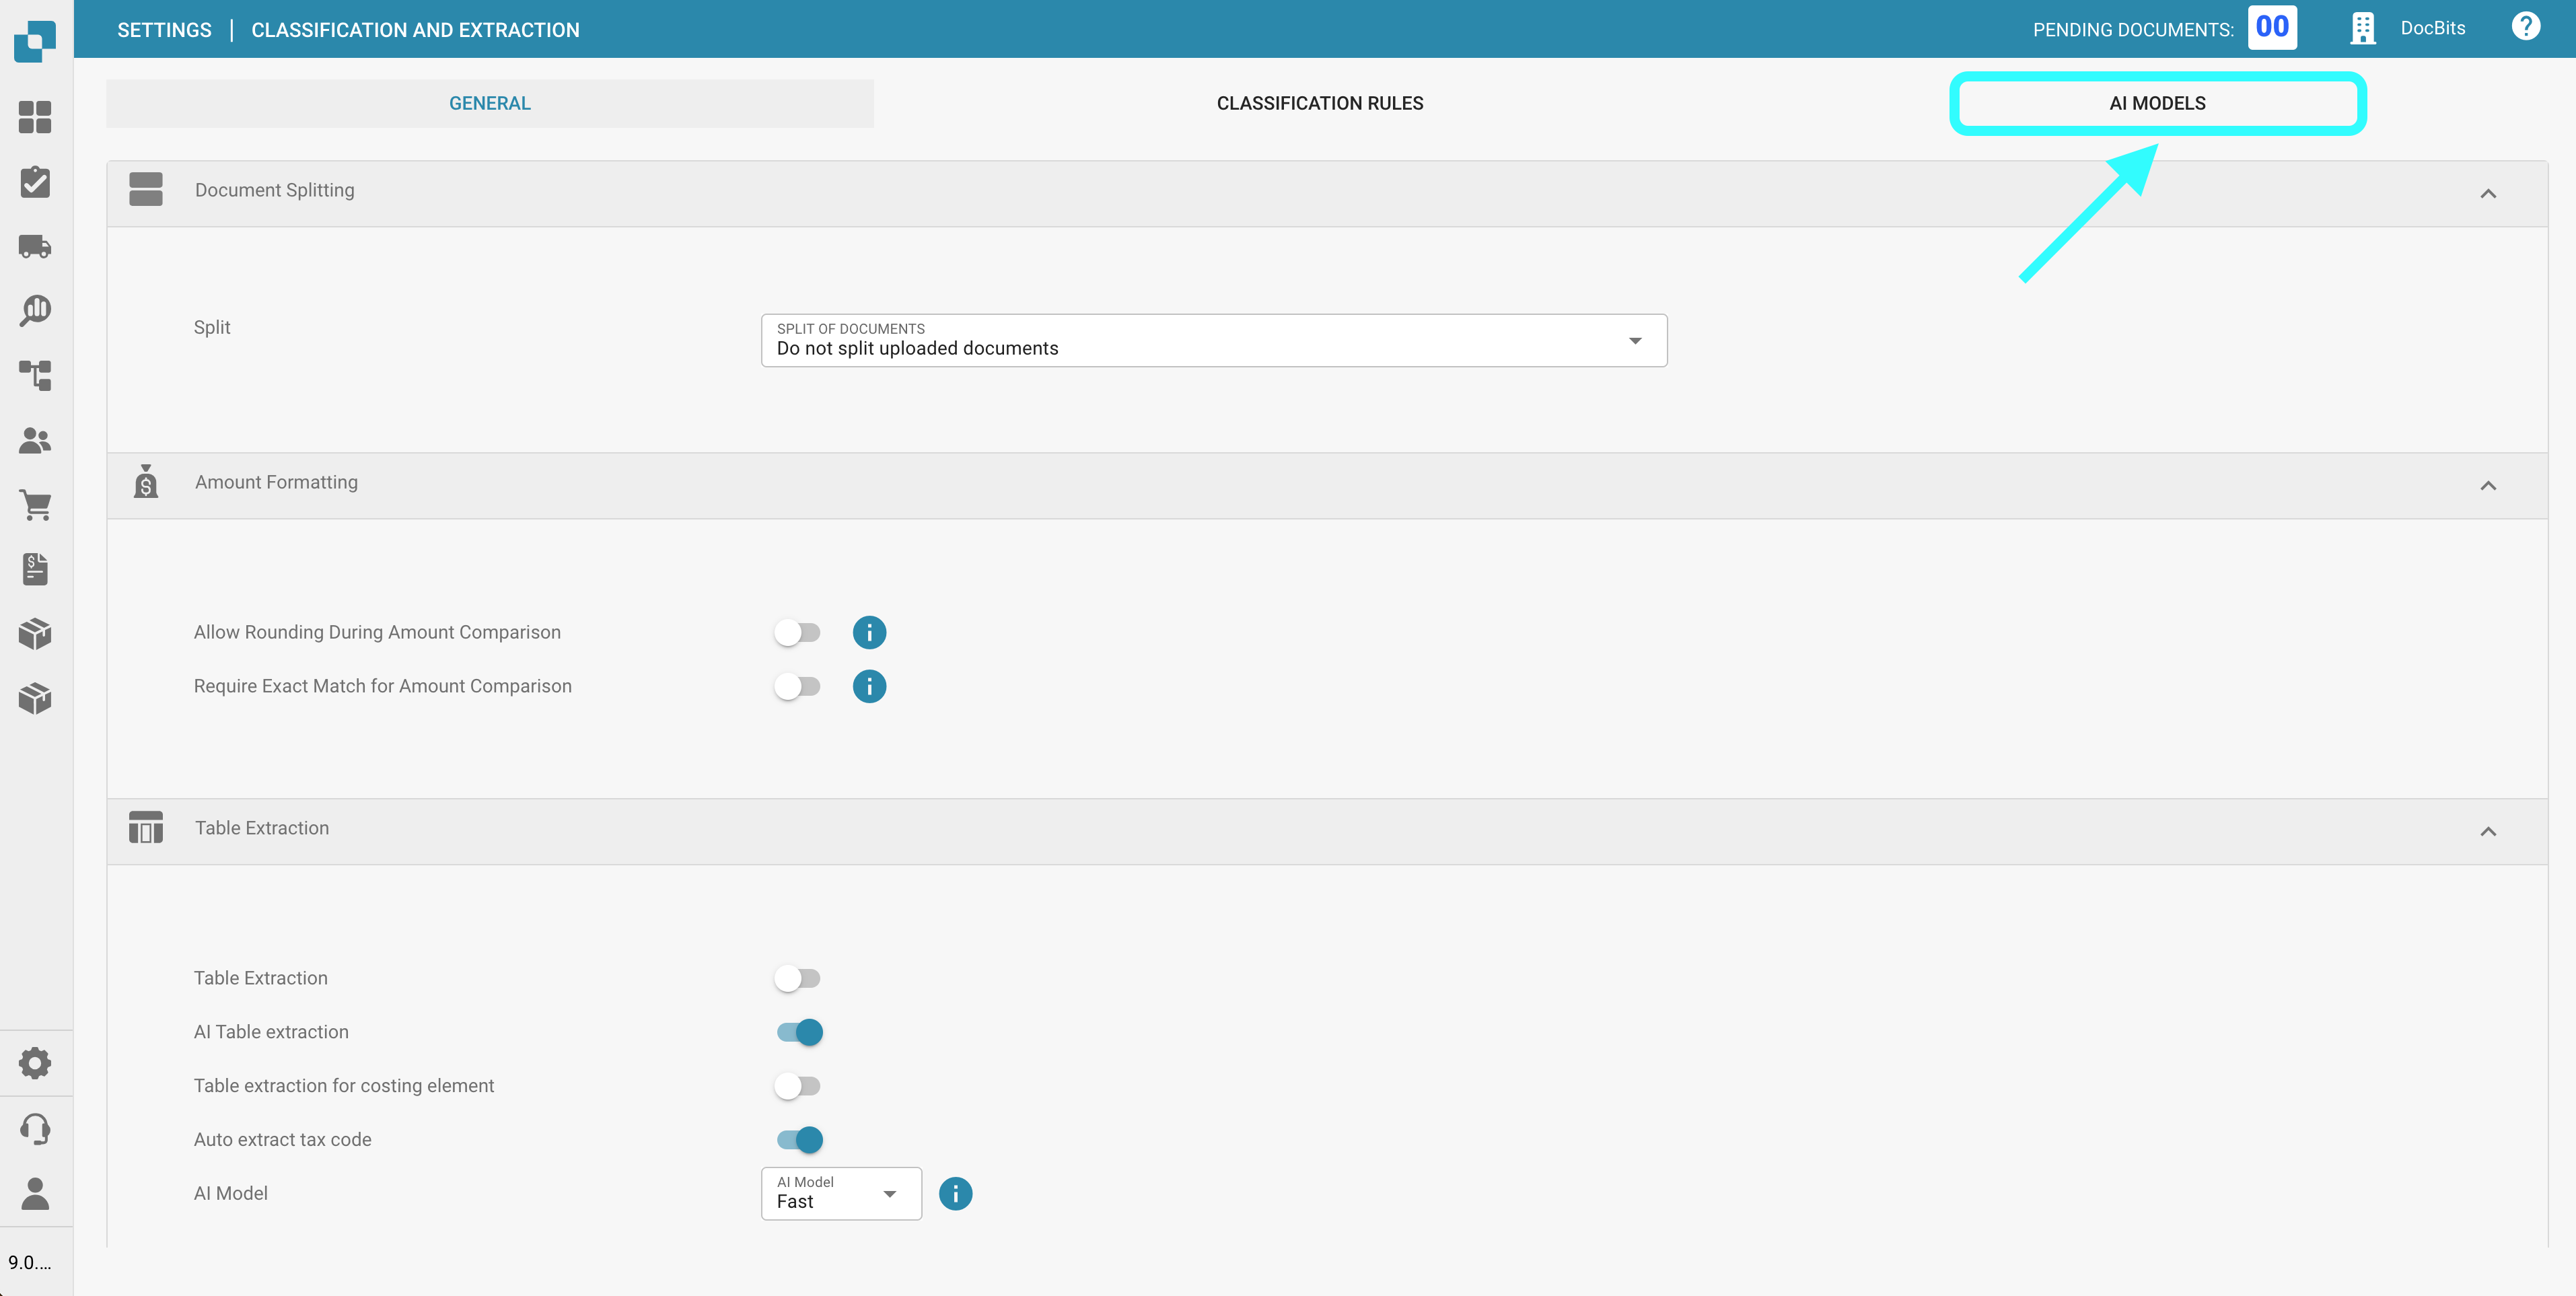 SETTINGS | CLASSIFICATION AND EXTRACTION
PENDING DOCUMENTS: 00
DocBits
GENERAL
CLASSIFICATION RULES
AI MODELS
Document Splitting
Split
SPLIT OF DOCUMENTS
Do not split uploaded documents
Amount Formatting
Allow Rounding During Amount Comparison
Require Exact Match for Amount Comparison
Table Extraction
Table Extraction
AI Table extraction
Table extraction for costing element
Auto extract tax code
AI Model
AI Model
Fast
9.0....